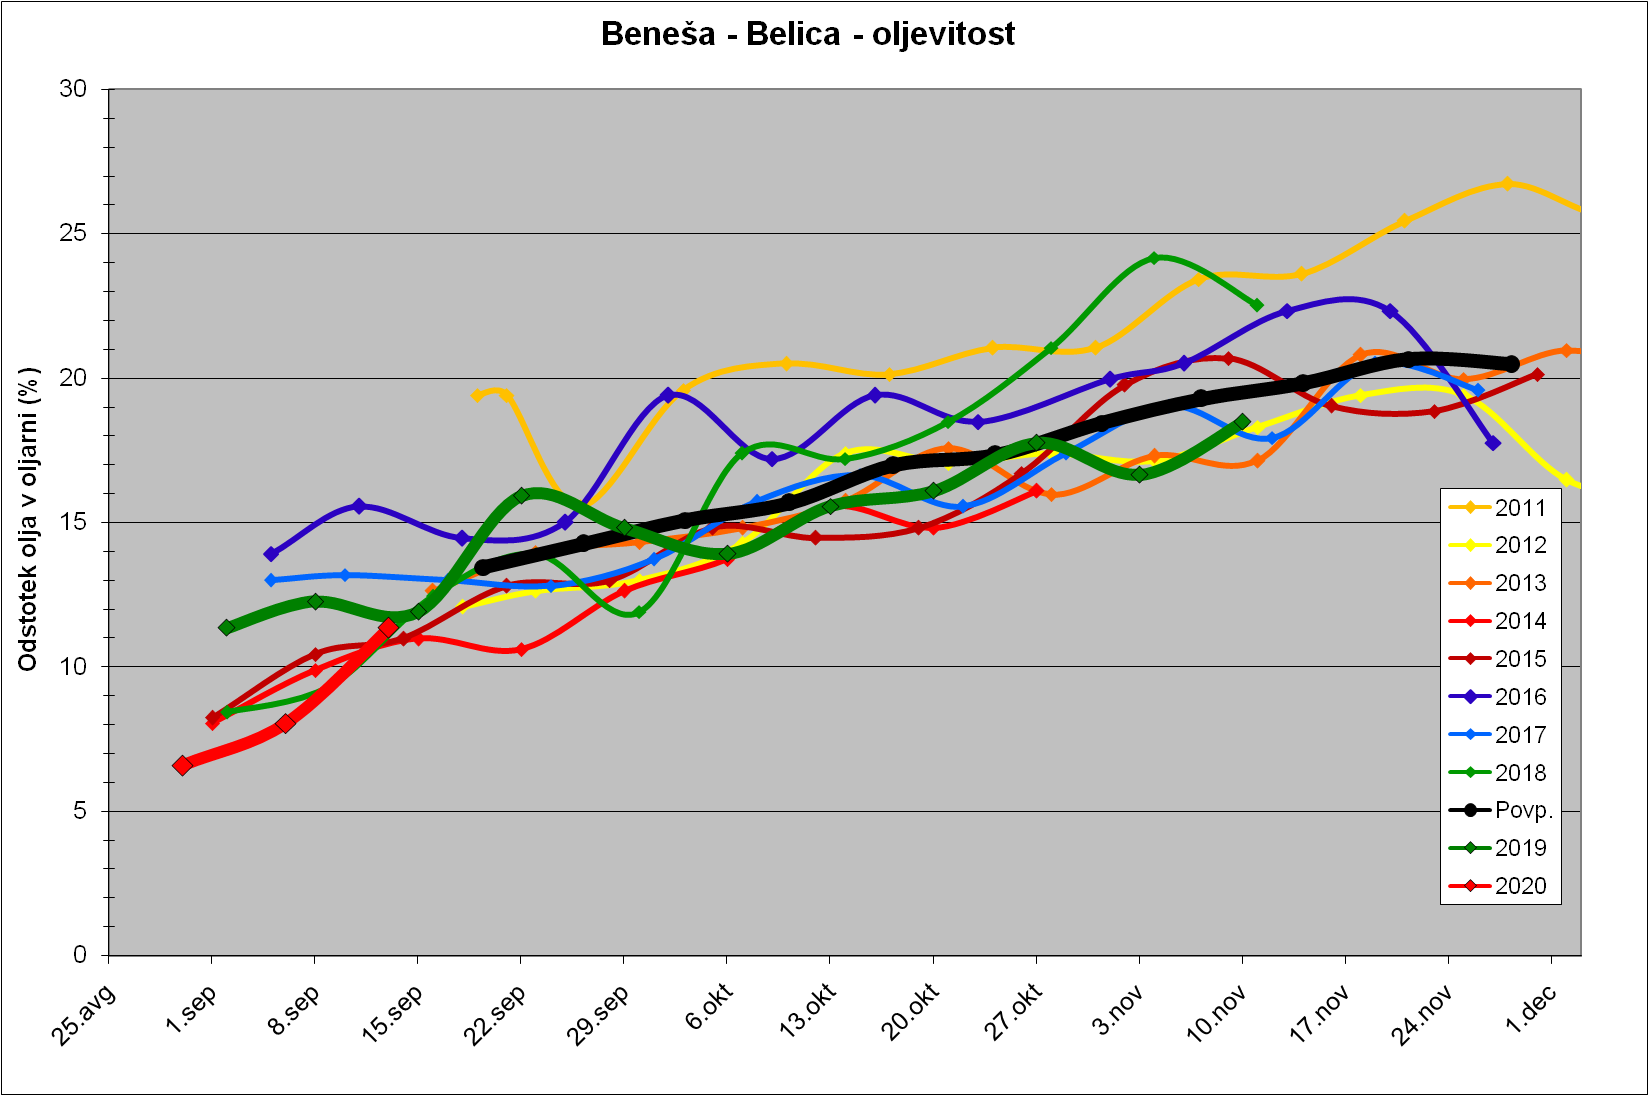 Beneša - Belica - oljevitost
Odstotek olja v oljarni (%)
30
25
20
15
10
5
0
25.avg
1.sep
8.sep
15.sep
22.sep
29.sep
6.okt
13.okt
20.okt
27.okt
3.nov
10.nov
17.nov
24.nov
1.dec
2011
2012
2013
2014
2015
2016
2017
2018
Povp.
2019
2020